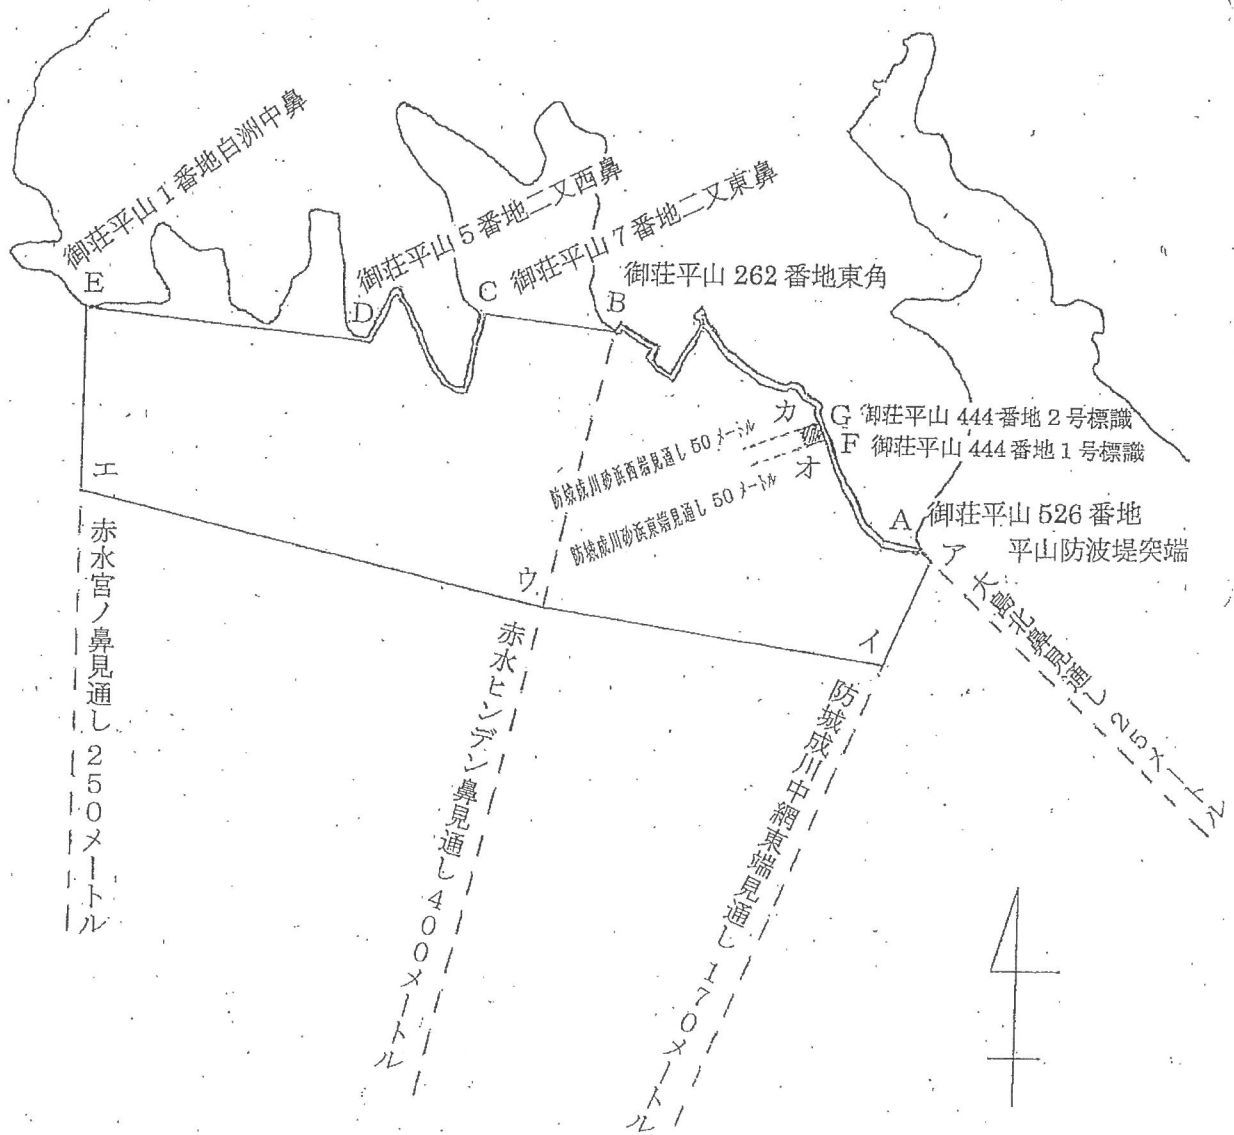 御荘平山1番地白洲中鼻
E
御荘平山5番地二又西鼻
D
御荘平山7番地二又東鼻
C
御荘平山 262 番地東角
B
カ
G 御荘平山 444番地2号標識
F 御荘平山 444番地1号標識
オ
防城成川砂浜西端見通し 50 メートル
防城成川砂浜東端見通し 50 メートル
A 御荘平山 526 番地
平山防波堤突端
ア
大島北鼻見通し 25メートル
エ
赤水宮ノ鼻見通し 250メートル
ウ
赤水ヒンデン鼻見通し 400メートル
イ
防城成川中網東端見通し 170メートル